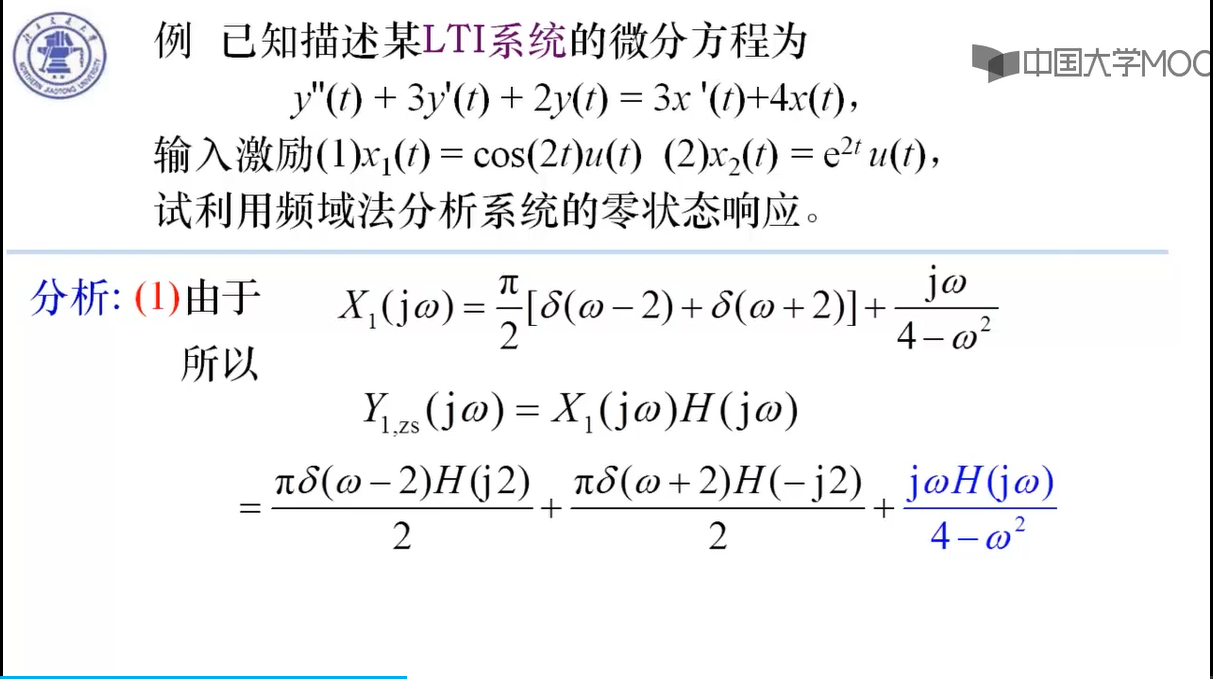 例 已知描述某LTI系统的微分方程为
中国大学MOOC
y"(t) + 3y'(t) + 2y(t) = 3x '(t)+4x(t)，
输入激励(1)x₁(t) = cos(2t)u(t) (2)x₂(t) = e²ᵗ u(t)，
试利用频域法分析系统的零状态响应。
分析: (1)由于 X₁(jω) = π/2[δ(ω − 2) + δ(ω + 2)] + jω/(4 − ω²)
所以
Y₁,zs(jω) = X₁(jω)H(jω)
= πδ(ω − 2)H(j2)/2 + πδ(ω + 2)H(− j2)/2 + jωH(jω)/(4 − ω²)